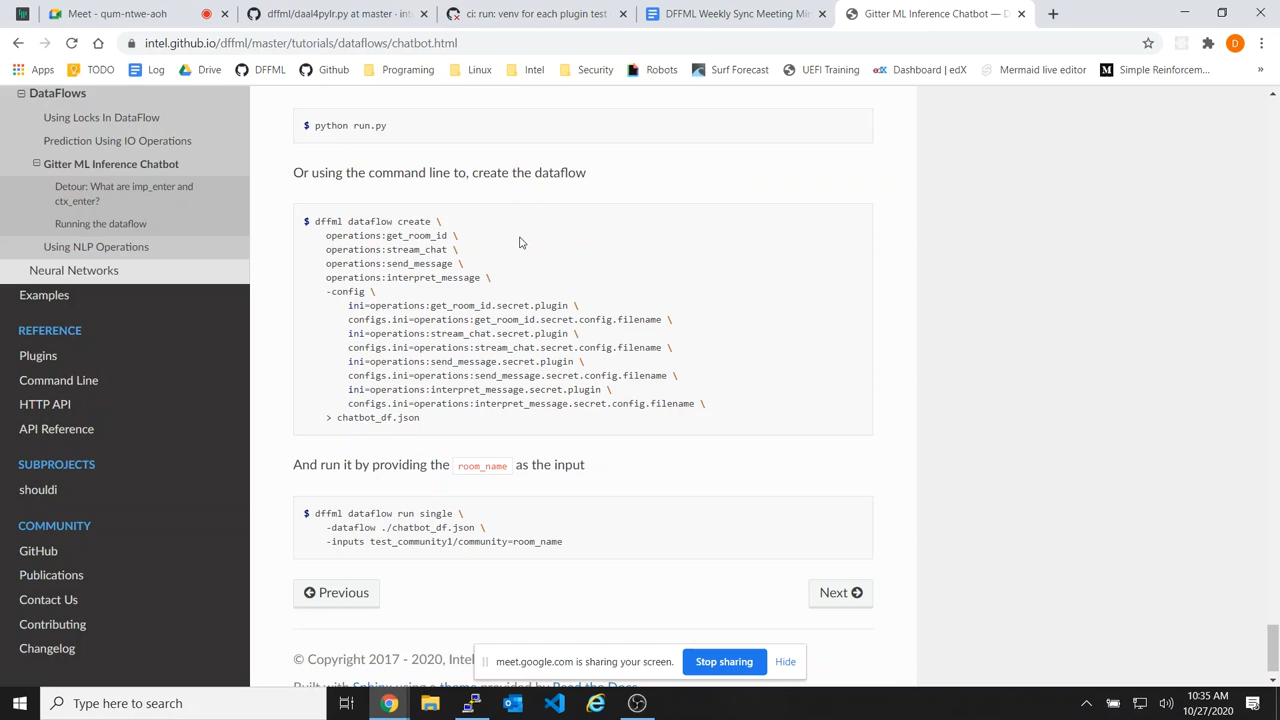 Meet - qum-ntwe-aoh
dffml/daal4pylr.py at master · int
ci: run: venv for each plugin test
DFFML Weekly Sync Meeting Min
Gitter ML Inference Chatbot — D
intel.github.io/dffml/master/tutorials/dataflows/chatbot.html
D
Apps
TODO
Log
Drive
DFFML
Github
Programing
Linux
Intel
Security
Robots
Surf Forecast
UEFI Training
Dashboard | edX
Mermaid live editor
Simple Reinforcem...
»
DataFlows
Using Locks In DataFlow
Prediction Using IO Operations
Gitter ML Inference Chatbot
Detour: What are imp_enter and
ctx_enter?
Running the dataflow
Using NLP Operations
Neural Networks
Examples
REFERENCE
Plugins
Command Line
HTTP API
API Reference
SUBPROJECTS
shouldi
COMMUNITY
GitHub
Publications
Contact Us
Contributing
Changelog
$ python run.py
Or using the command line to, create the dataflow
$ dffml dataflow create \
operations:get_room_id \
operations:stream_chat \
operations:send_message \
operations:interpret_message \
-config \
ini=operations:get_room_id.secret.plugin \
configs.ini=operations:get_room_id.secret.config.filename \
ini=operations:stream_chat.secret.plugin \
configs.ini=operations:stream_chat.secret.config.filename \
ini=operations:send_message.secret.plugin \
configs.ini=operations:send_message.secret.config.filename \
ini=operations:interpret_message.secret.plugin \
configs.ini=operations:interpret_message.secret.config.filename \
> chatbot_df.json
And run it by providing the room_name as the input
$ dffml dataflow run single \
-dataflow ./chatbot_df.json \
-inputs test_community1/community=room_name
Previous
Next
© Copyright 2017 - 2020, Intel
Built with Sphinx using a theme provided by Read the Docs
meet.google.com is sharing your screen.
Stop sharing
Hide
Type here to search
10:35 AM
10/27/2020